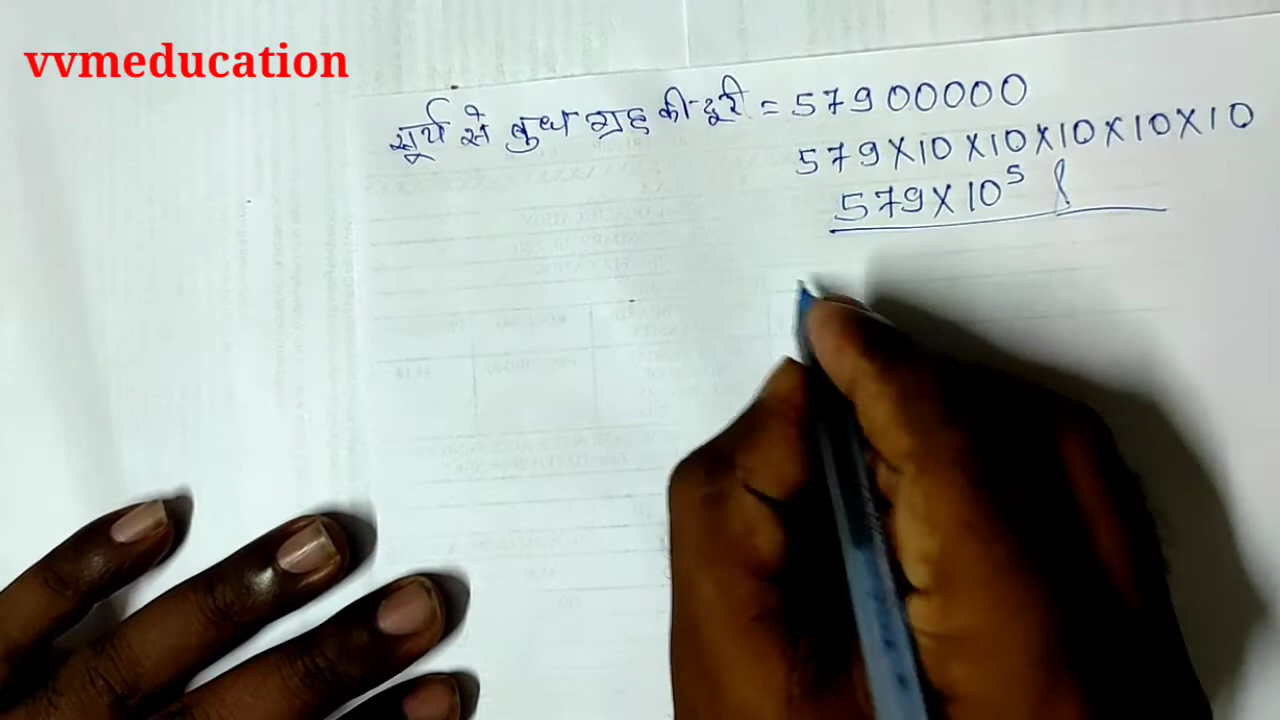 vvmeducation
सूर्य से बुध ग्रह की दूरी = 57900000
579×10×10×10×10×10
579×10⁵